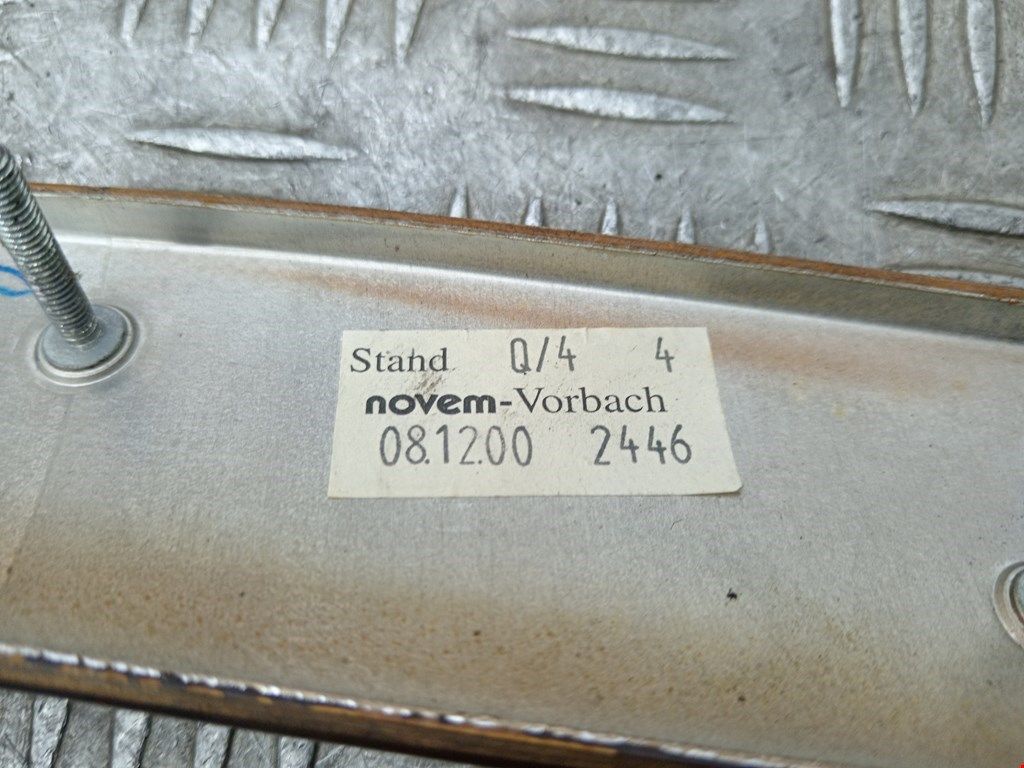 Stand Q/4 4
novem-Vorbach
08.12.00 2446